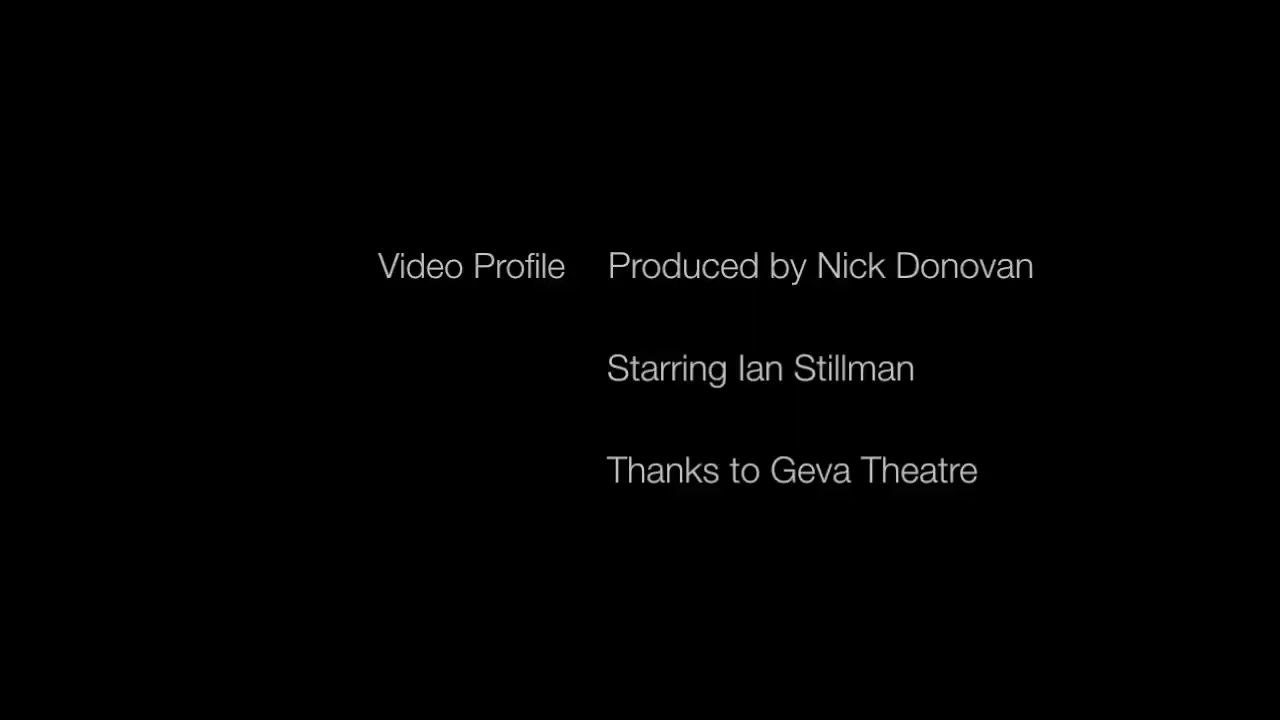 Video Profile Produced by Nick Donovan
Starring Ian Stillman
Thanks to Geva Theatre